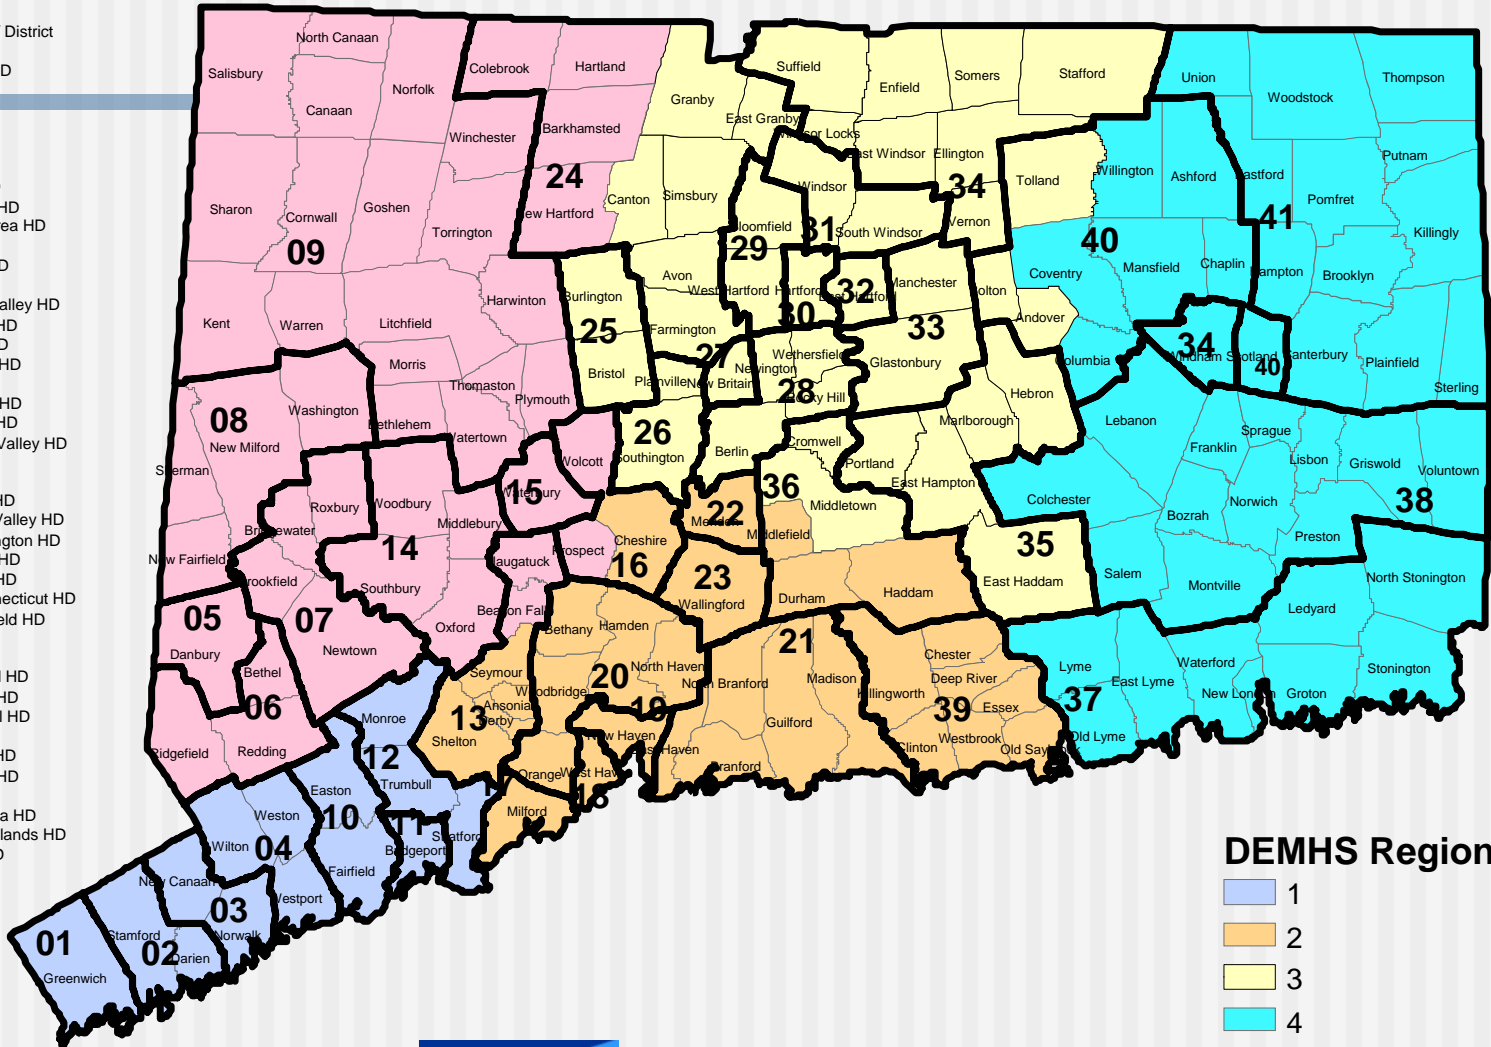 District
D
HD
ea HD
D
alley HD
HD
D
HD
HD
HD
Valley HD
HD
Valley HD
ngton HD
HD
HD
necticut HD
eld HD
l HD
HD
l HD
HD
HD
a HD
lands HD
North Canaan
Salisbury
Canaan
Norfolk
Colebrook
Hartland
Granby
Suffield
Enfield
Somers
Stafford
Union
Woodstock
Thompson
Winchester
Barkhamsted
East Granby
sor Locks
ast Windsor
Ellington
Tolland
Willington
Ashford
astford
Putnam
Pomfret
Killingly
24
34
41
Sharon
Cornwall
Goshen
Torrington
ew Hartford
Canton
Simsbury
Windsor
loomfield
31
South Windsor
Vernon
09
29
40
Coventry
Mansfield
Chaplin
ampton
Brooklyn
Kent
Warren
Litchfield
Harwinton
Burlington
Avon
West Hartford
Hartford
East Hartford
32
Manchester
olton
Andover
30
25
Farmington
33
Morris
Thomaston
Plymouth
Bristol
Plainville
27
New Britain
Newington
Wethersfield
28
Rocky Hill
Glastonbury
Hebron
Columbia
34
Windham
Scotland
40
Canterbury
Plainfield
Sterling
08
New Milford
Washington
Bethlehem
Watertown
Wolcott
26
Southington
Berlin
Cromwell
Portland
Marlborough
East Hampton
Lebanon
Franklin
Sprague
Lisbon
Griswold
Voluntown
Sherman
Roxbury
Woodbury
Middlebury
15
Waterbury
36
Middletown
Colchester
Norwich
Bozrah
38
Preston
New Fairfield
Bridgewater
14
Naugatuck
Prospect
Cheshire
16
22
Meriden
Middlefield
35
East Haddam
Salem
Montville
North Stonington
Ledyard
Brookfield
Southbury
Beacon Fall
Oxford
23
Wallingford
Durham
Haddam
05
07
Danbury
Newtown
Bethel
06
Bethany
Hamden
20
North Haven
Woodbridge
19
North Branford
21
Madison
Guilford
Killingworth
Chester
Deep River
39
Essex
Westbrook
Clinton
Old Saybrook
Lyme
37
Old Lyme
East Lyme
Waterford
New London
Groton
Stonington
Seymour
Ansonia
13
Derby
Shelton
Monroe
12
Trumbull
Ridgefield
Redding
Orange
West Hav
New Haven
East Haven
Branford
17
18
Milford
Easton
Weston
10
11
Bridgeport
Stratford
Wilton
04
Fairfield
New Canaan
03
Westport
Norwalk
Stamford
02
Darien
01
Greenwich
DEMHS Region
1
2
3
4